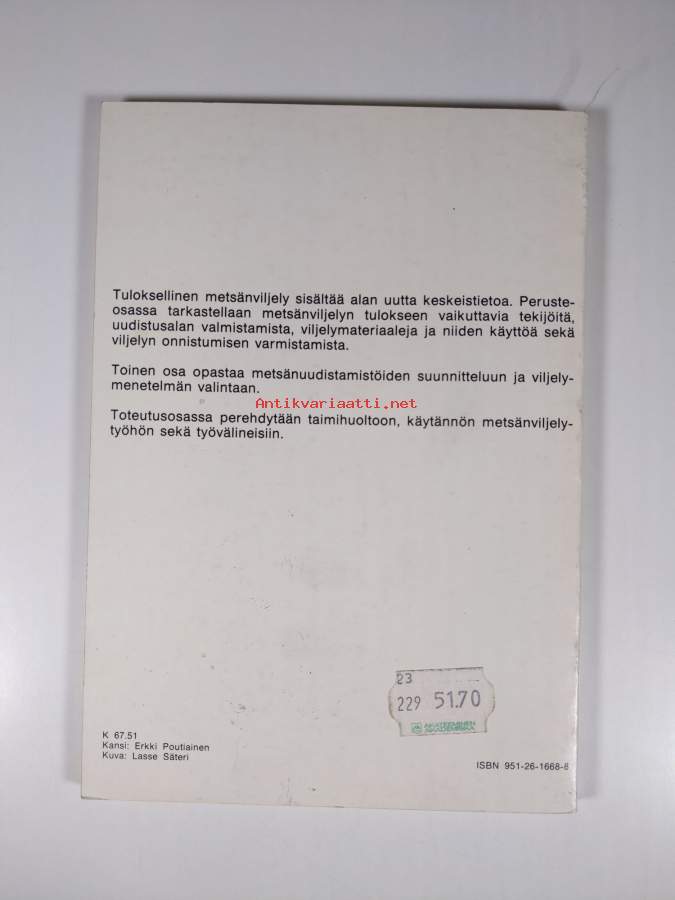 Tuloksellinen metsänviljely sisältää alan uutta keskeistietoa. Peruste-
osassa tarkastellaan metsänviljelyn tulokseen vaikuttavia tekijöitä,
uudistusalan valmistamista, viljelymateriaaleja ja niiden käyttöä sekä
viljelyn onnistumisen varmistamista.
Toinen osa opastaa metsänuudistamistöiden suunnitteluun ja viljely-
menetelmän valintaan.
Antikvariaatti.net
Toteutusosassa perehdytään taimihuoltoon, käytännön metsänviljely-
työhön sekä työvälineisiin.
23
229 51.70
AKATEEMINEN
K 67.51
Kansi: Erkki Poutiainen
Kuva: Lasse Säteri
ISBN 951-26-1668-8